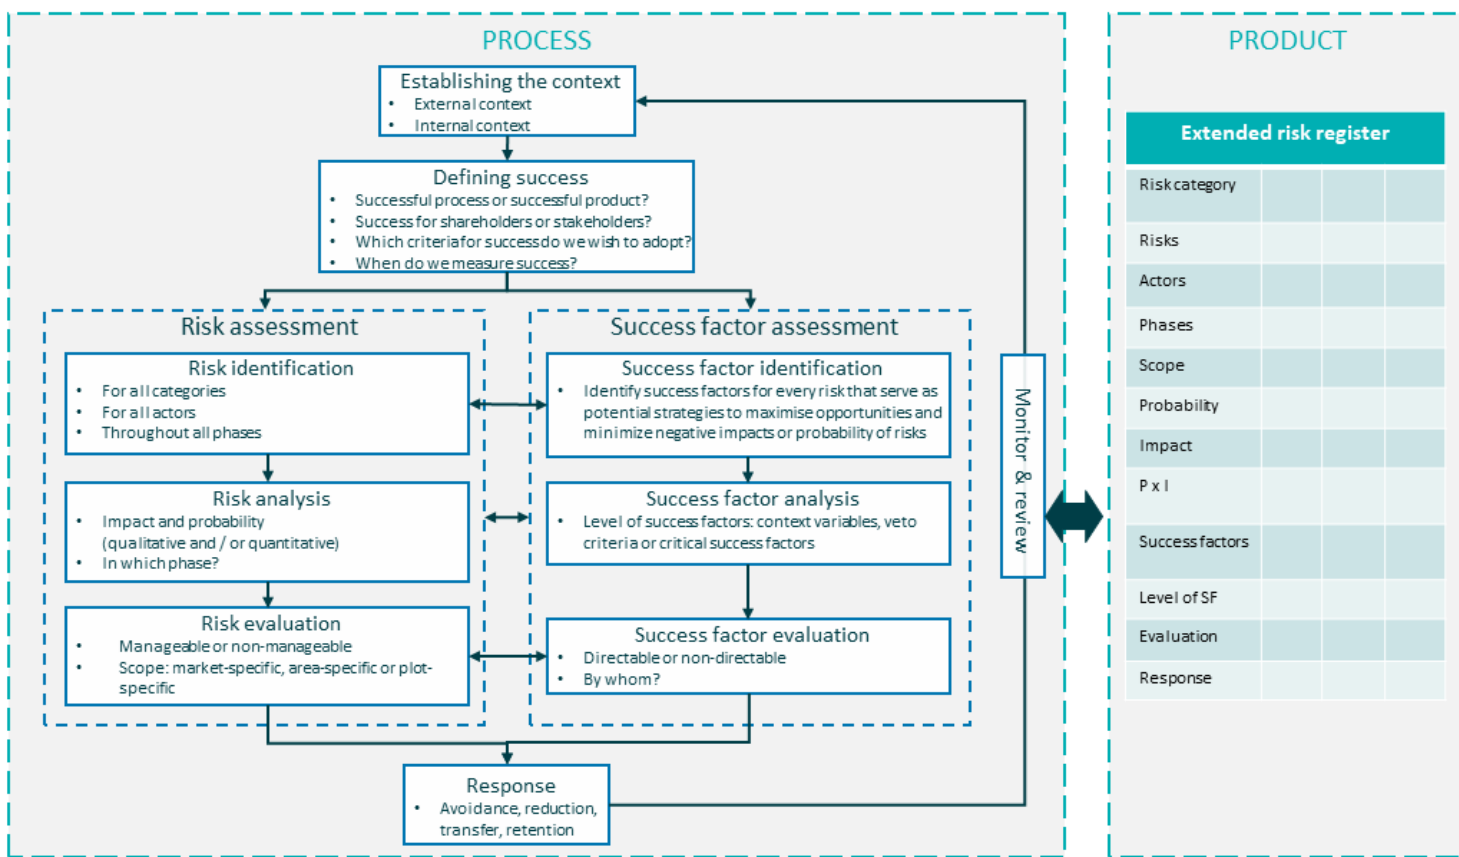 PROCESS
Establishing the context
• External context
• Internal context
Defining success
• Successful process or successful product?
• Success for shareholders or stakeholders?
• Which criteria for success do we wish to adopt?
• When do we measure success?
Risk assessment
Risk identification
• For all categories
• For all actors
• Throughout all phases
Risk analysis
• Impact and probability
(qualitative and / or quantitative)
• In which phase?
Risk evaluation
• Manageable or non-manageable
• Scope: market-specific, area-specific or plot-
specific
Success factor assessment
Success factor identification
• Identify success factors for every risk that serve as
potential strategies to maximise opportunities and
minimize negative impacts or probability of risks
Success factor analysis
• Level of success factors: context variables, veto
criteria or critical success factors
Success factor evaluation
• Directable or non-directable
• By whom?
Response
• Avoidance, reduction,
transfer, retention
Monitor & review
PRODUCT
Extended risk register
Risk category
Risks
Actors
Phases
Scope
Probability
Impact
P x I
Success factors
Level of SF
Evaluation
Response